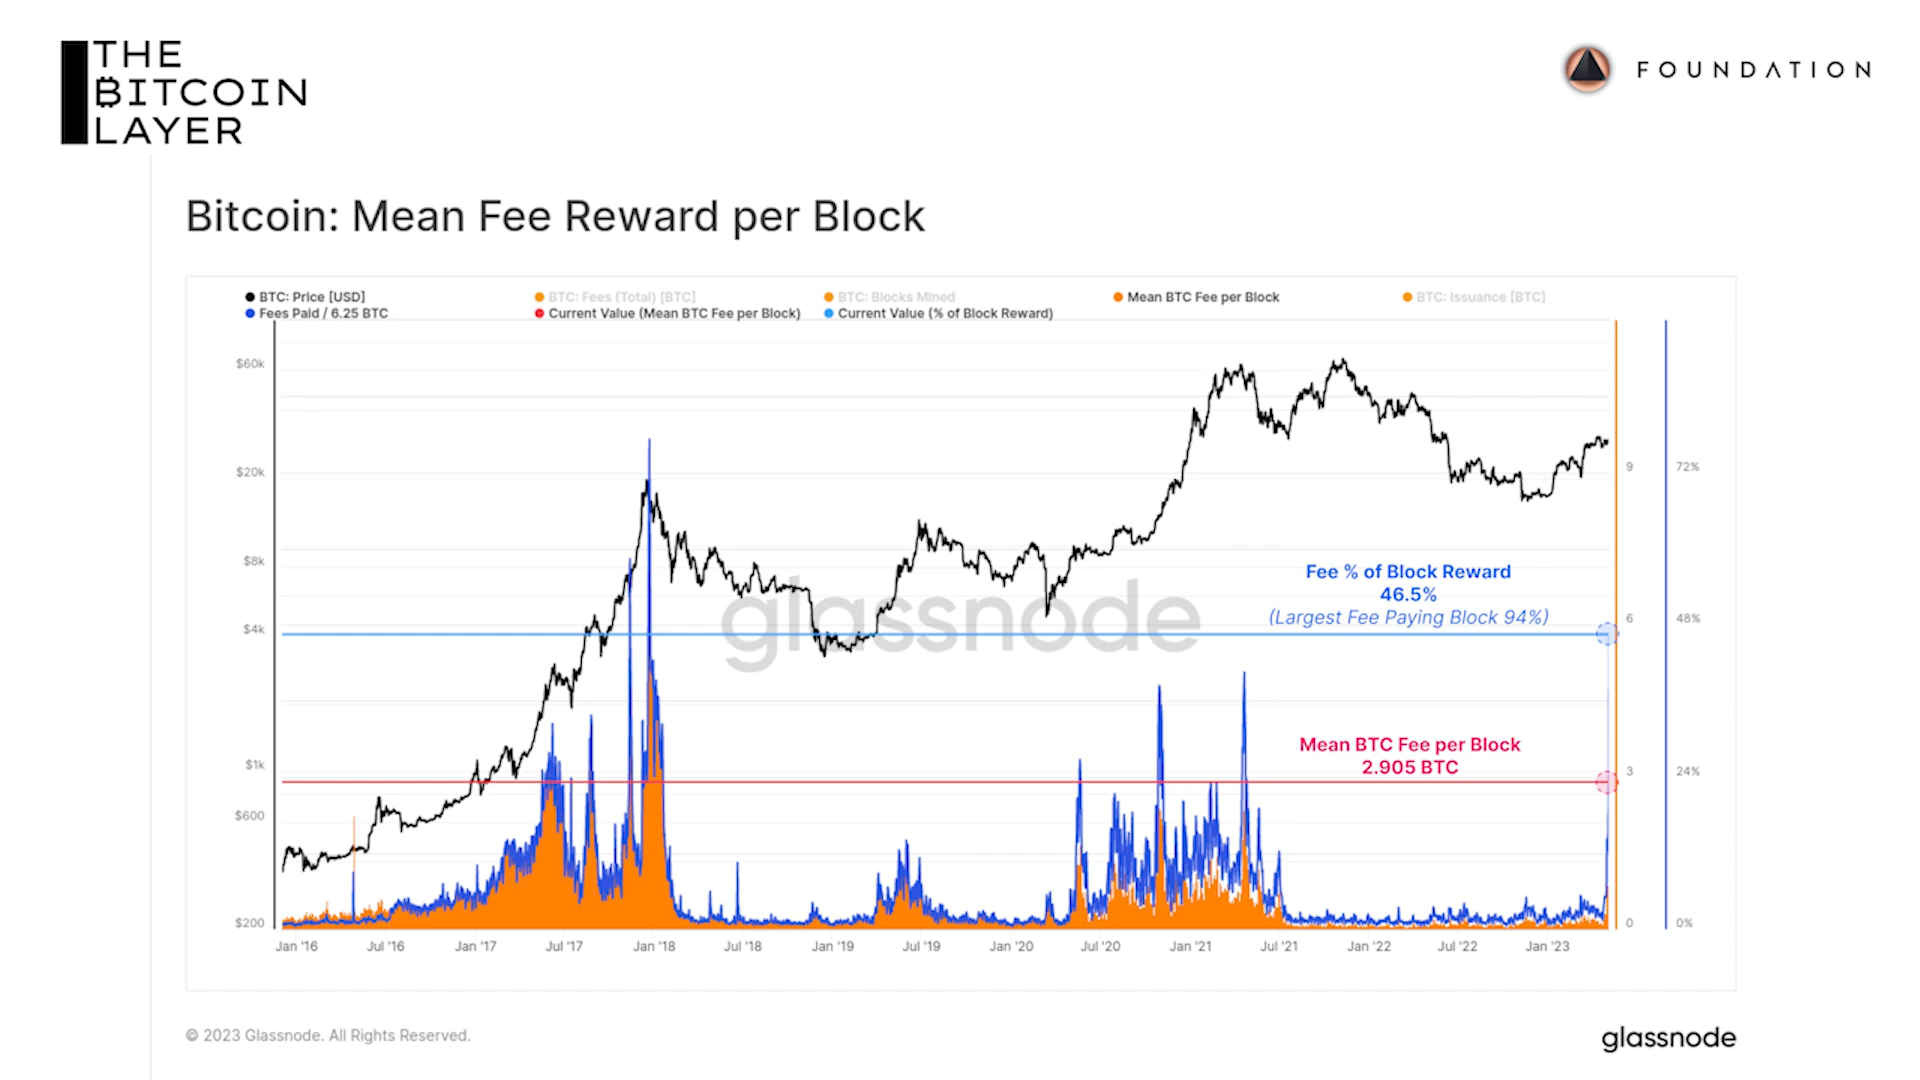 THE
₿ITCOIN
LAYER
FOUNDATION
Bitcoin: Mean Fee Reward per Block
BTC: Price [USD]
BTC: Fees (Total) [BTC]
BTC: Blocks Mined
Mean BTC Fee per Block
BTC: Issuance [BTC]
Fees Paid / 6.25 BTC
Current Value (Mean BTC Fee per Block)
Current Value (% of Block Reward)
$60k
$20k
$8k
$4k
$1k
$600
$200
glassnode
Fee % of Block Reward
46.5%
(Largest Fee Paying Block 94%)
Mean BTC Fee per Block
2.905 BTC
9
6
3
0
72%
48%
24%
0%
Jan '16
Jul '16
Jan '17
Jul '17
Jan '18
Jul '18
Jan '19
Jul '19
Jan '20
Jul '20
Jan '21
Jul '21
Jan '22
Jul '22
Jan '23
© 2023 Glassnode. All Rights Reserved.
glassnode